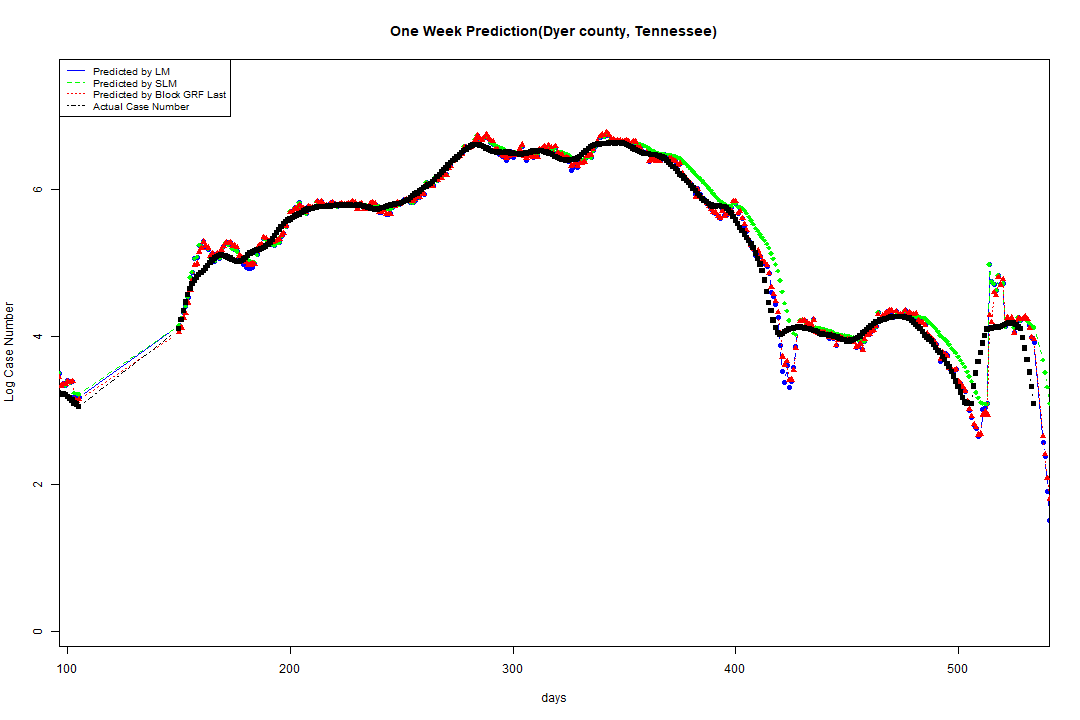 One Week Prediction(Dyer county, Tennessee)
Predicted by LM
Predicted by SLM
Predicted by Block GRF Last
Actual Case Number
Log Case Number
6
4
2
0
100 200 300 400 500
days